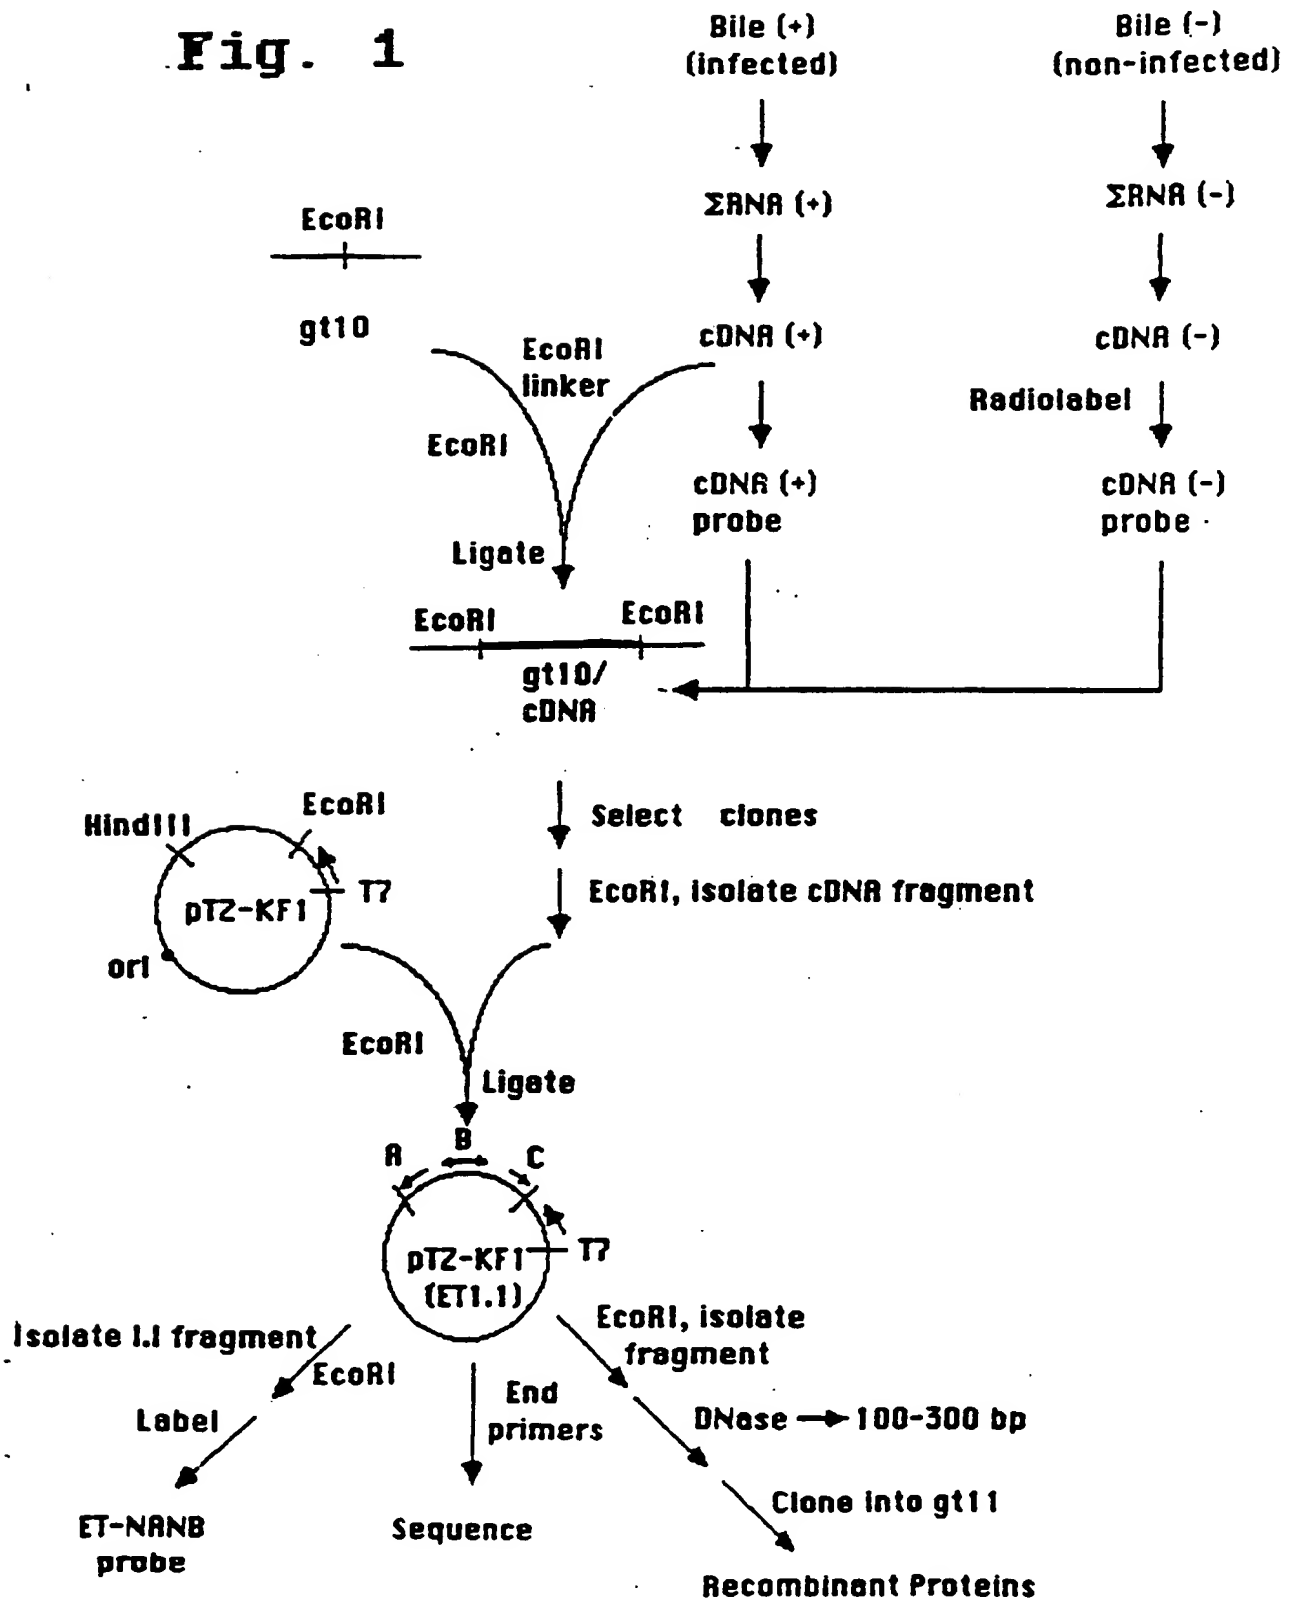 Fig. 1
Bile (+)
(infected)
Bile (-)
(non-infected)
ΣRNA (+)
ΣRNA (-)
EcoRI
gt10
cDNA (+)
cDNA (-)
EcoRI
linker
Radiolabel
EcoRI
cDNA (+)
probe
cDNA (-)
probe
Ligate
EcoRI
EcoRI
gt10/
cDNA
HindIII
EcoRI
Select clones
T7
EcoRI, isolate cDNA fragment
pTZ-KF1
ori
EcoRI
Ligate
A
B
C
T7
pTZ-KF1
(ET1.1)
Isolate 1.1 fragment
EcoRI
EcoRI, isolate
fragment
End
primers
Label
DNase → 100-300 bp
Clone into gt11
ET-NANB
probe
Sequence
Recombinant Proteins